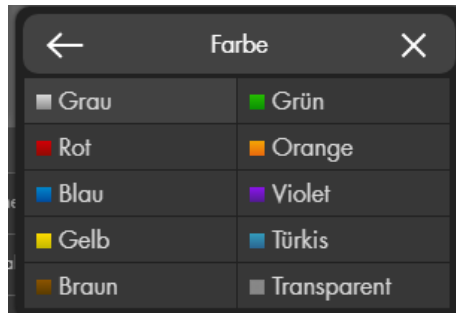 Farbe
Grau
Grün
Rot
Orange
Blau
Violet
Gelb
Türkis
Braun
Transparent